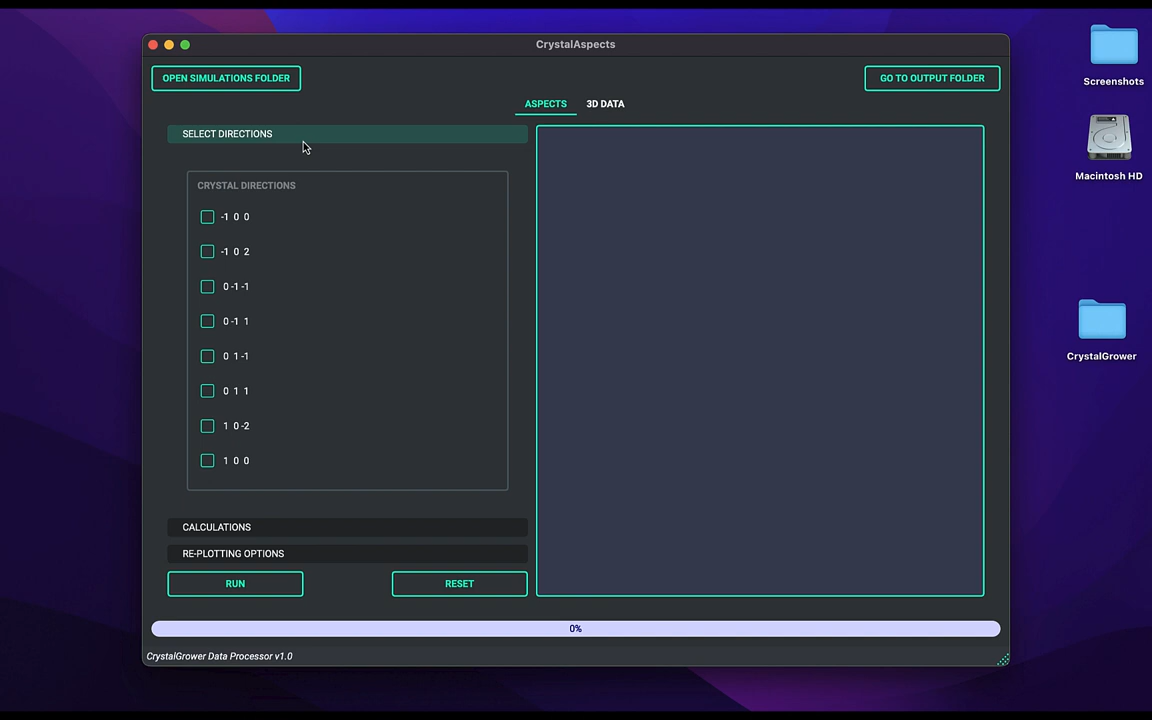 CrystalAspects
OPEN SIMULATIONS FOLDER
GO TO OUTPUT FOLDER
ASPECTS
3D DATA
SELECT DIRECTIONS
CRYSTAL DIRECTIONS
-1 0 0
-1 0 2
0 -1 -1
0 -1 1
0 1 -1
0 1 1
1 0 -2
1 0 0
CALCULATIONS
RE-PLOTTING OPTIONS
RUN
RESET
0%
CrystalGrower Data Processor v1.0
Screenshots
Macintosh HD
CrystalGrower